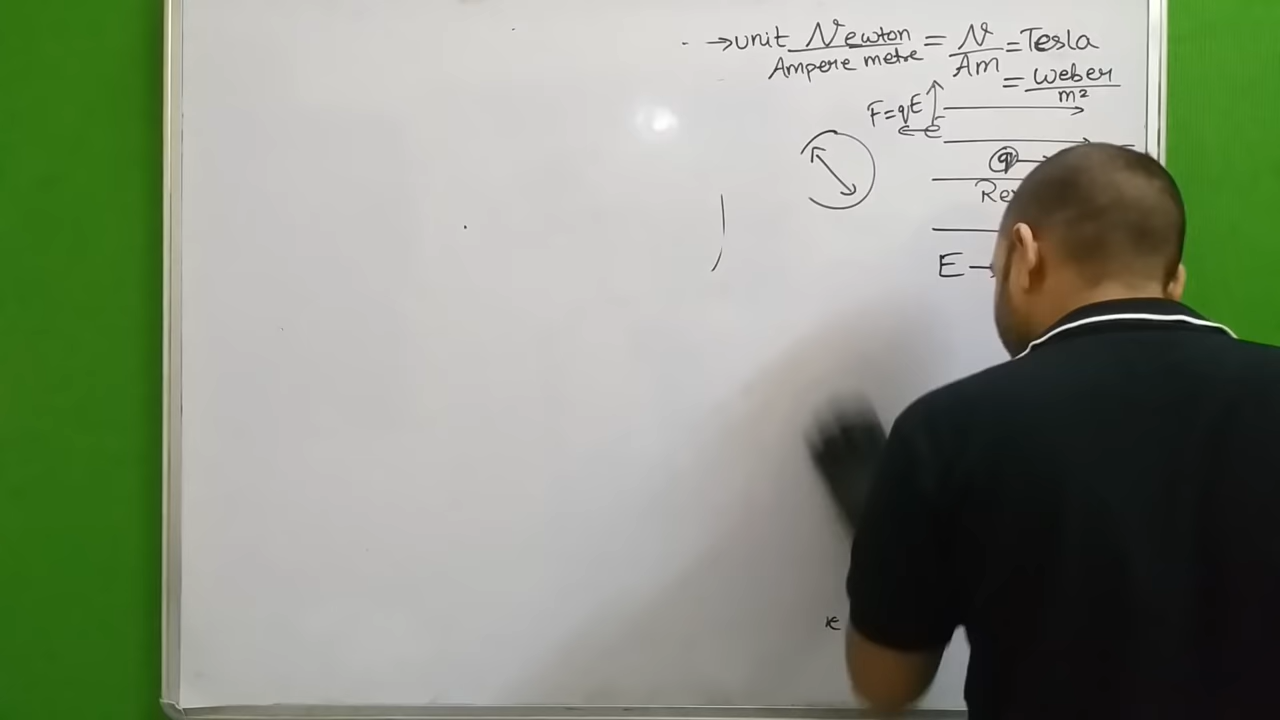 →unit Newton / Ampere metre = N / Am = Tesla
= weber / m²
F=qE
e
q
E→